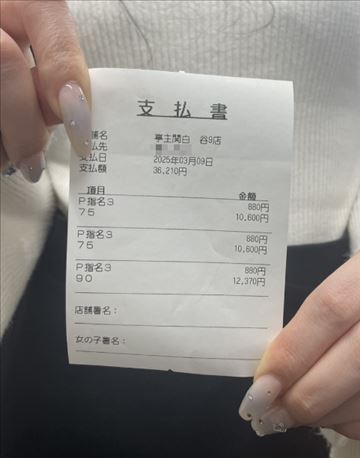 支払書
舗名 亭主関白 谷9店
払先
支払日 2025年03月09日
支払額 36,210円
項目 金額
P指名3 880円
75 10,600円
P指名3 880円
75 10,600円
P指名3 880円
90 12,370円
店舗署名：
女の子署名：